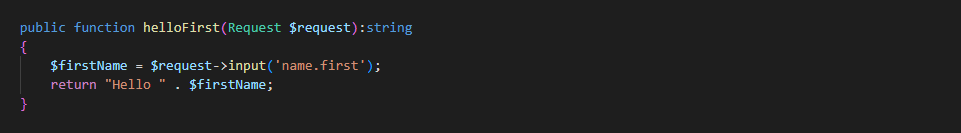 public function helloFirst(Request $request):string
{
    $firstName = $request->input('name.first');
    return "Hello " . $firstName;
}